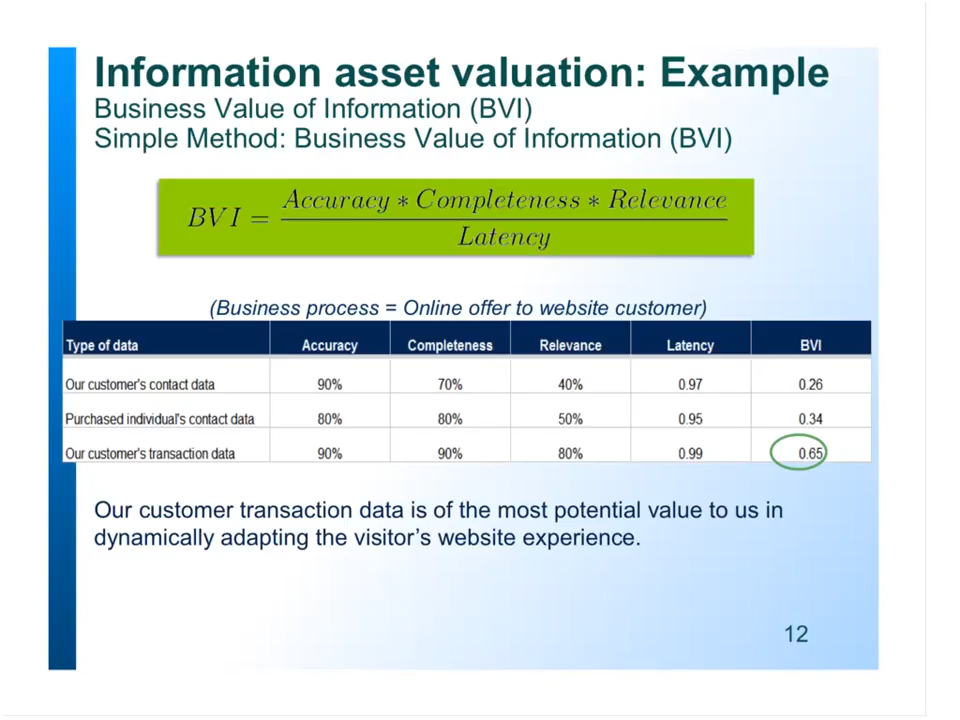 Information asset valuation: Example
Business Value of Information (BVI)
Simple Method: Business Value of Information (BVI)
BVI = Accuracy ∗ Completeness ∗ Relevance / Latency
(Business process = Online offer to website customer)
Type of data Accuracy Completeness Relevance Latency BVI
Our customer's contact data 90% 70% 40% 0.97 0.26
Purchased individual's contact data 80% 80% 50% 0.95 0.34
Our customer's transaction data 90% 90% 80% 0.99 0.65
Our customer transaction data is of the most potential value to us in
dynamically adapting the visitor’s website experience.
12